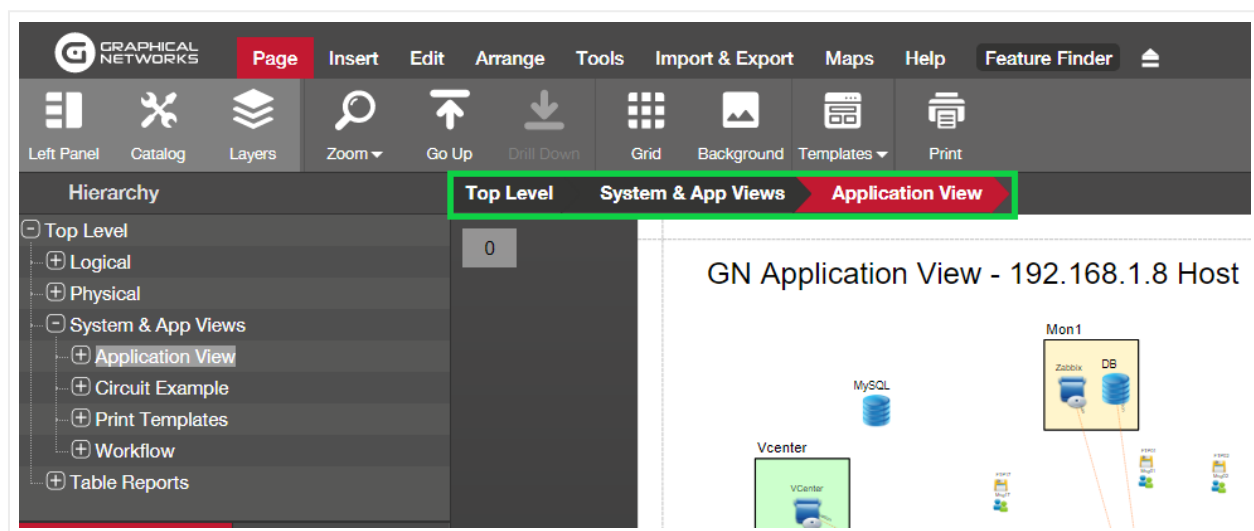 GRAPHICAL
NETWORKS
Page Insert Edit Arrange Tools Import & Export Maps Help Feature Finder
Left Panel Catalog Layers Zoom Go Up Drill Down Grid Background Templates Print
Hierarchy
Top Level System & App Views Application View
Top Level
Logical
Physical
System & App Views
Application View
Circuit Example
Print Templates
Workflow
Table Reports
0
GN Application View - 192.168.1.8 Host
Mon1
Zabbix DB
MySQL
Vcenter
VCenter